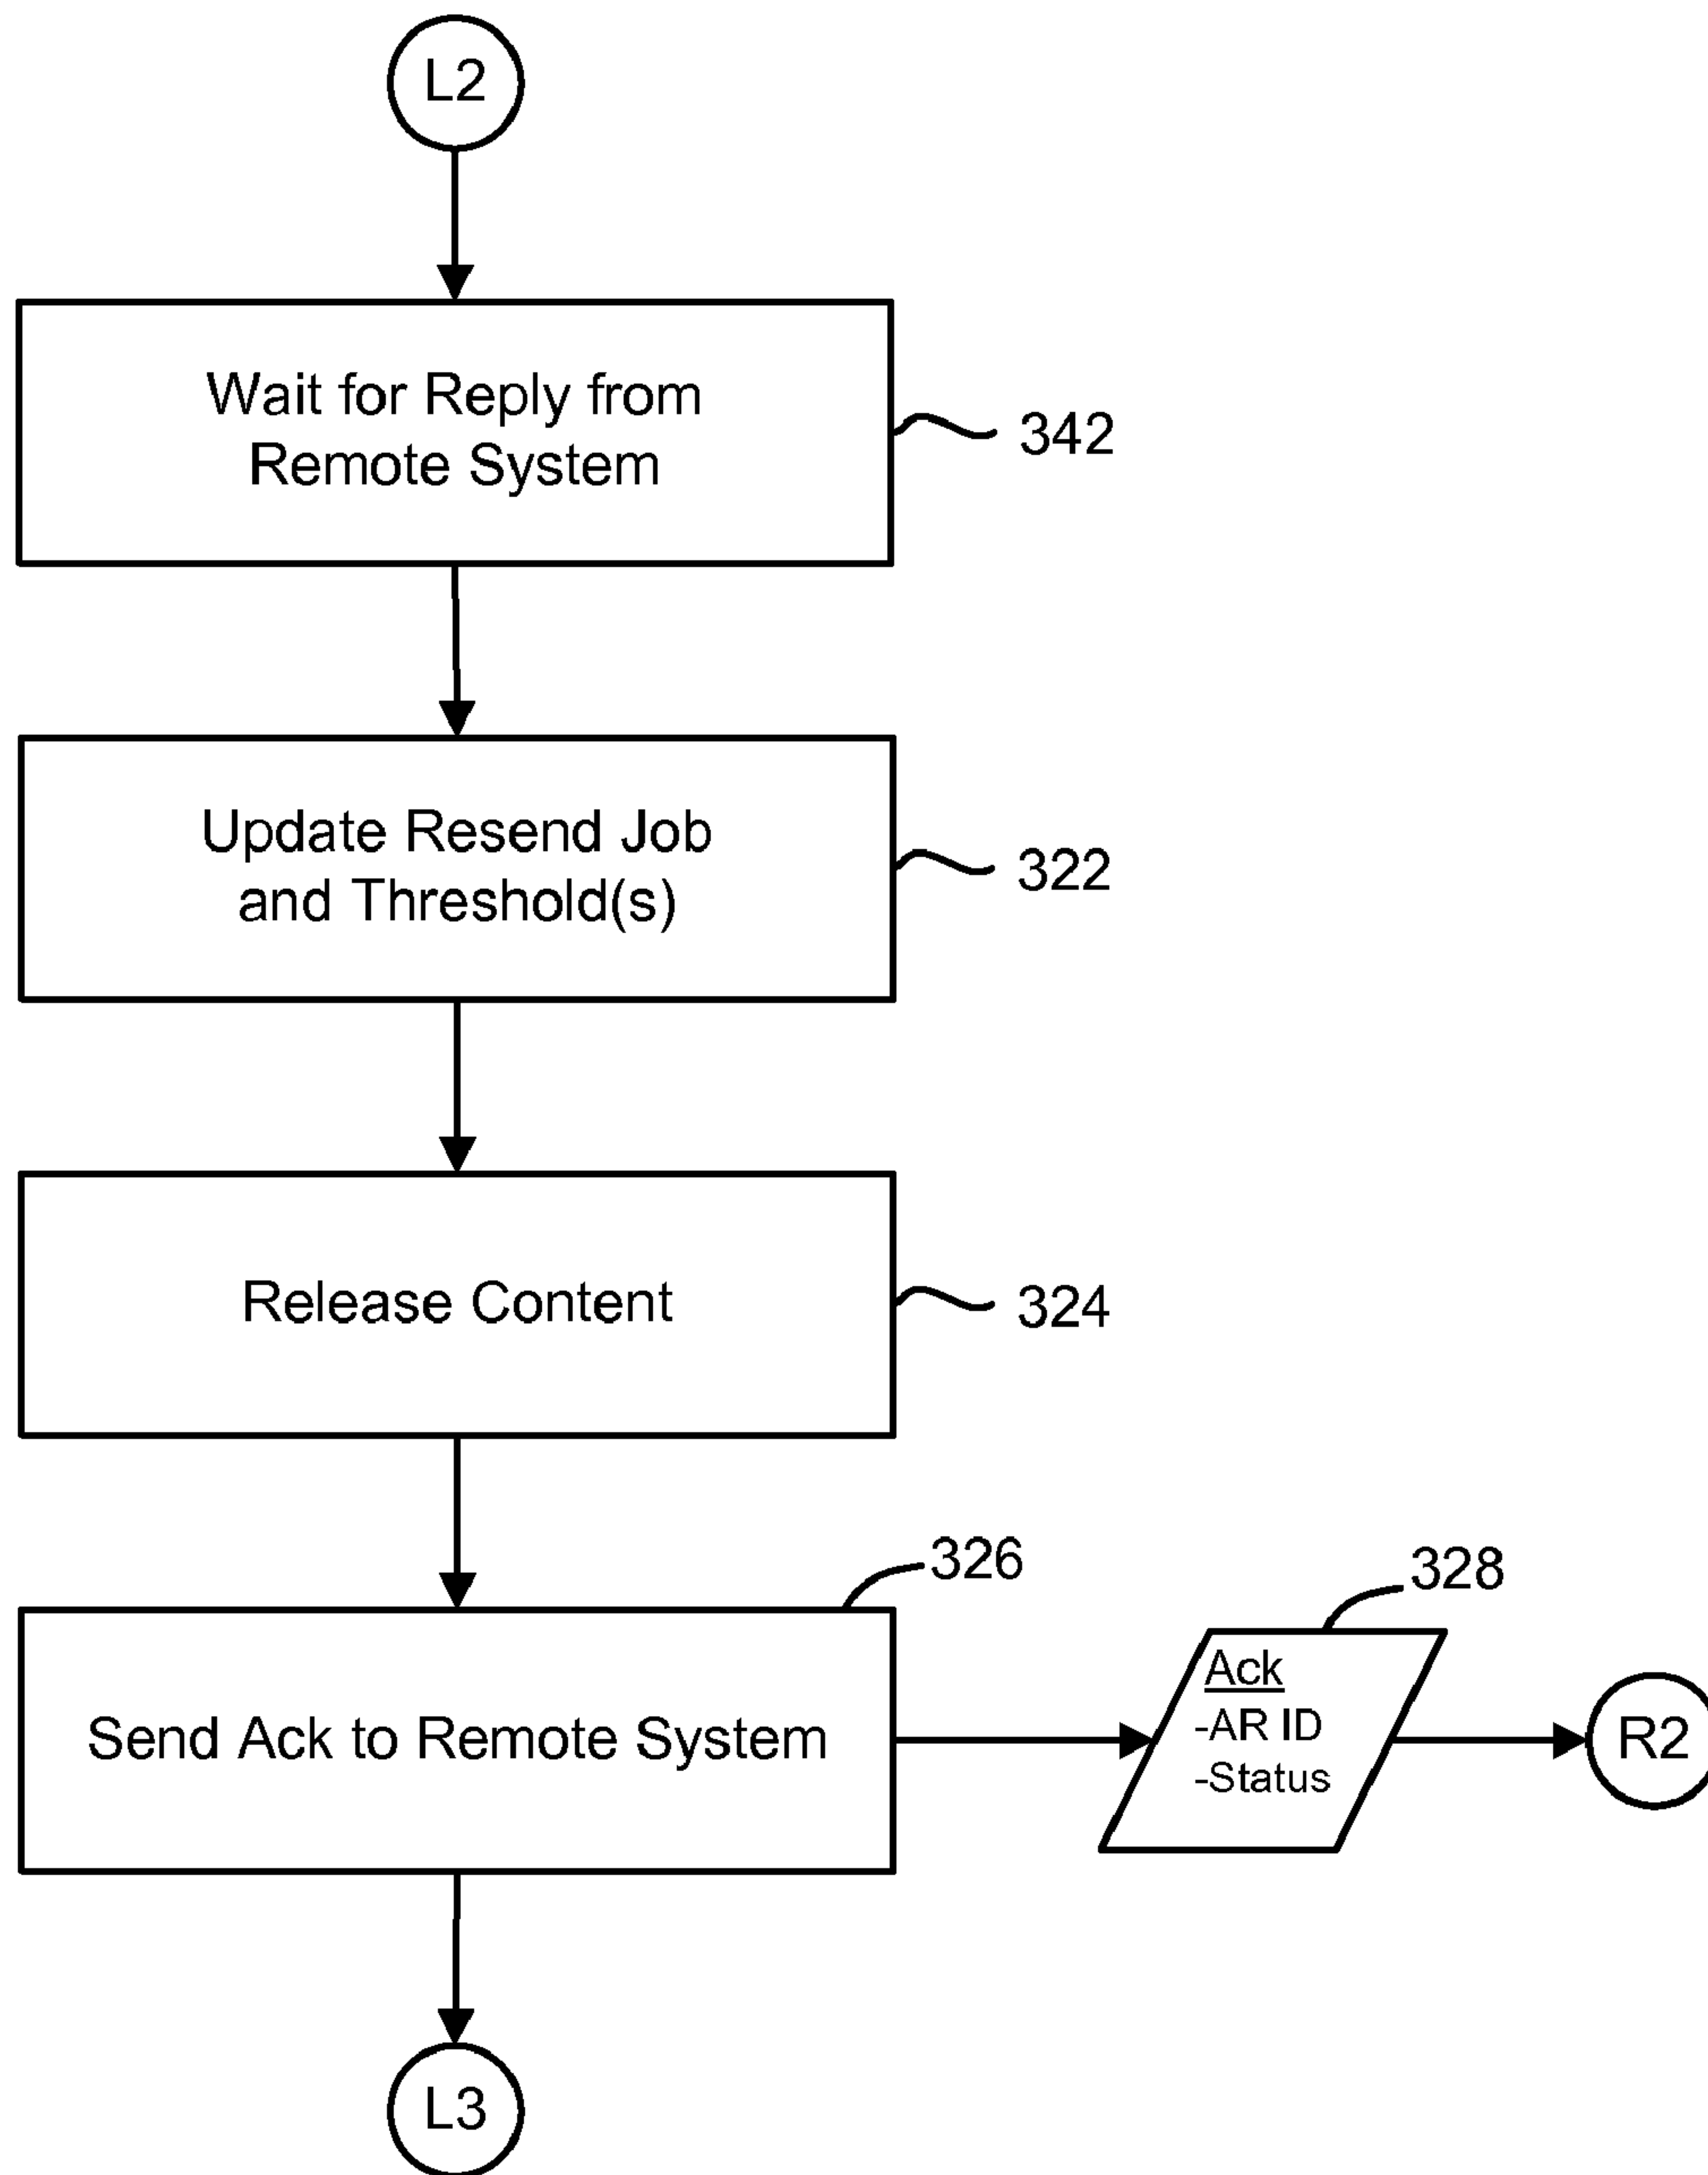 L2
Wait for Reply from
Remote System
342
Update Resend Job
and Threshold(s)
322
Release Content
324
326
328
Send Ack to Remote System
Ack
-AR ID
-Status
R2
L3